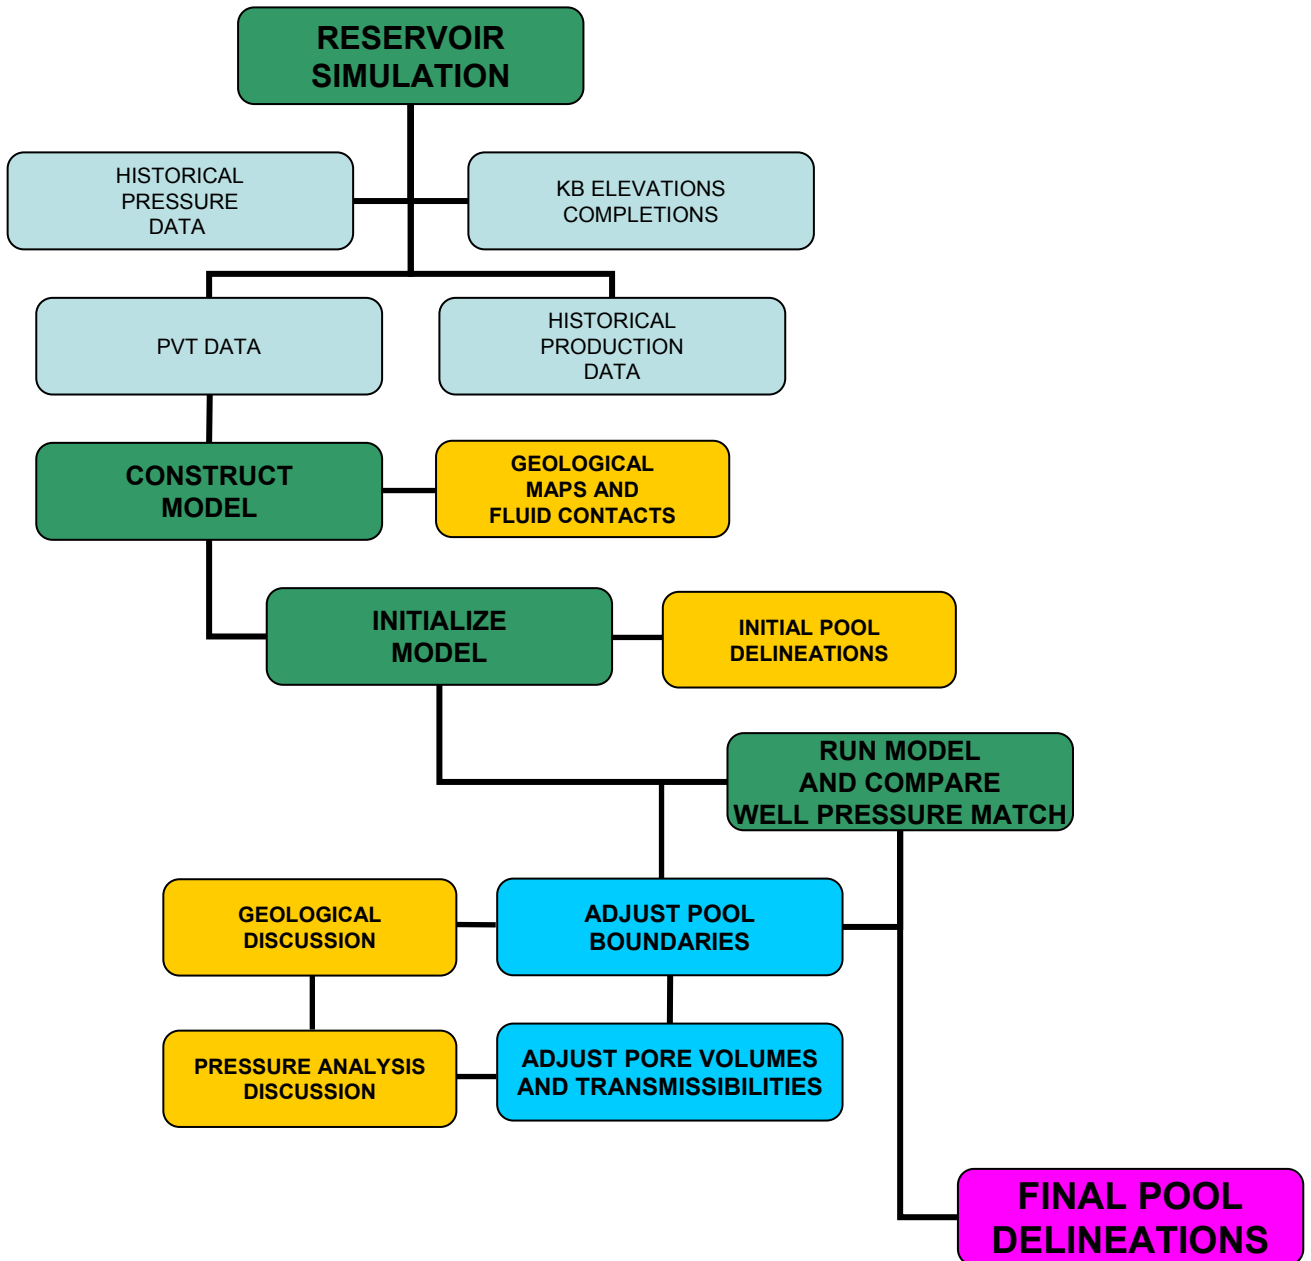 RESERVOIR
SIMULATION
HISTORICAL
PRESSURE
DATA
KB ELEVATIONS
COMPLETIONS
PVT DATA
HISTORICAL
PRODUCTION
DATA
CONSTRUCT
MODEL
GEOLOGICAL
MAPS AND
FLUID CONTACTS
INITIALIZE
MODEL
INITIAL POOL
DELINEATIONS
RUN MODEL
AND COMPARE
WELL PRESSURE MATCH
GEOLOGICAL
DISCUSSION
ADJUST POOL
BOUNDARIES
PRESSURE ANALYSIS
DISCUSSION
ADJUST PORE VOLUMES
AND TRANSMISSIBILITIES
FINAL POOL
DELINEATIONS